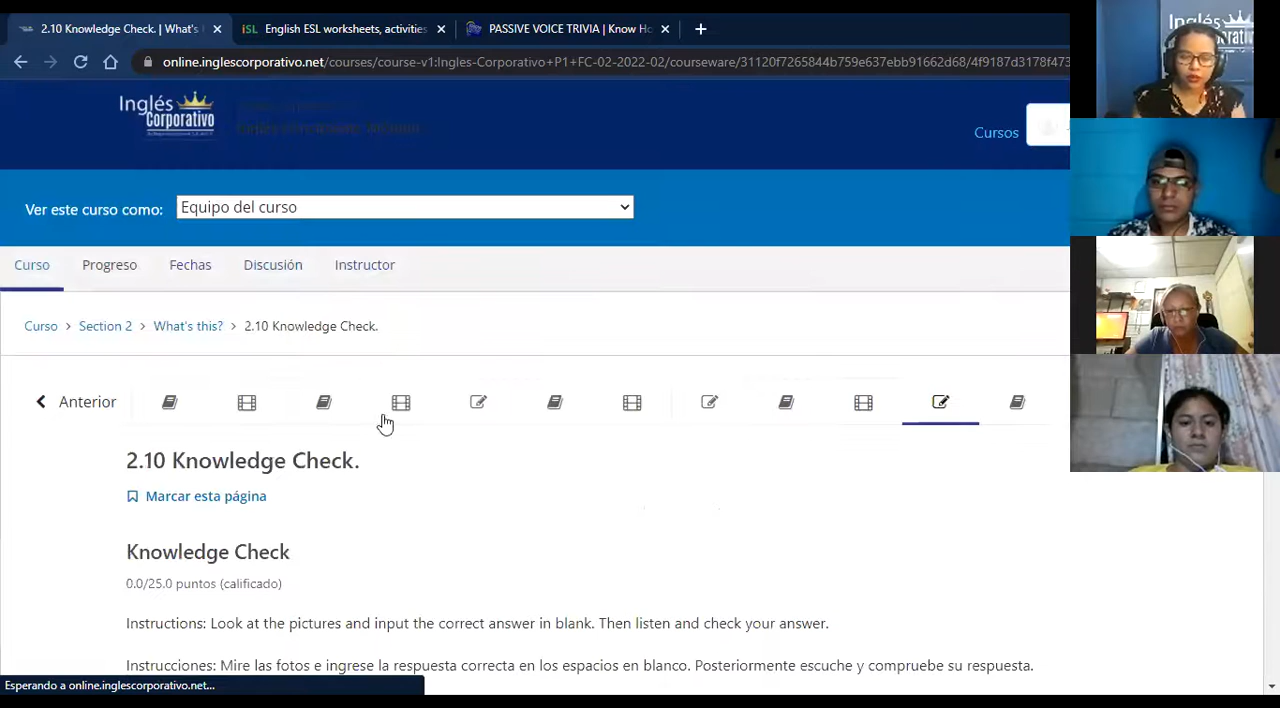 2.10 Knowledge Check. | What's
English ESL worksheets, activities
PASSIVE VOICE TRIVIA | Know Ho
online.inglescorporativo.net/courses/course-v1:Ingles-Corporativo+P1+FC-02-2022-02/courseware/31120f7265844b759e637ebb91662d68/4f9187d3178f473
Inglés
Corporativo
Cursos
Ver este curso como:
Equipo del curso
Curso
Progreso
Fechas
Discusión
Instructor
Curso > Section 2 > What's this? > 2.10 Knowledge Check.
Anterior
2.10 Knowledge Check.
Marcar esta página
Knowledge Check
0.0/25.0 puntos (calificado)
Instructions: Look at the pictures and input the correct answer in blank. Then listen and check your answer.
Instrucciones: Mire las fotos e ingrese la respuesta correcta en los espacios en blanco. Posteriormente escuche y compruebe su respuesta.
Esperando a online.inglescorporativo.net...
Inglés